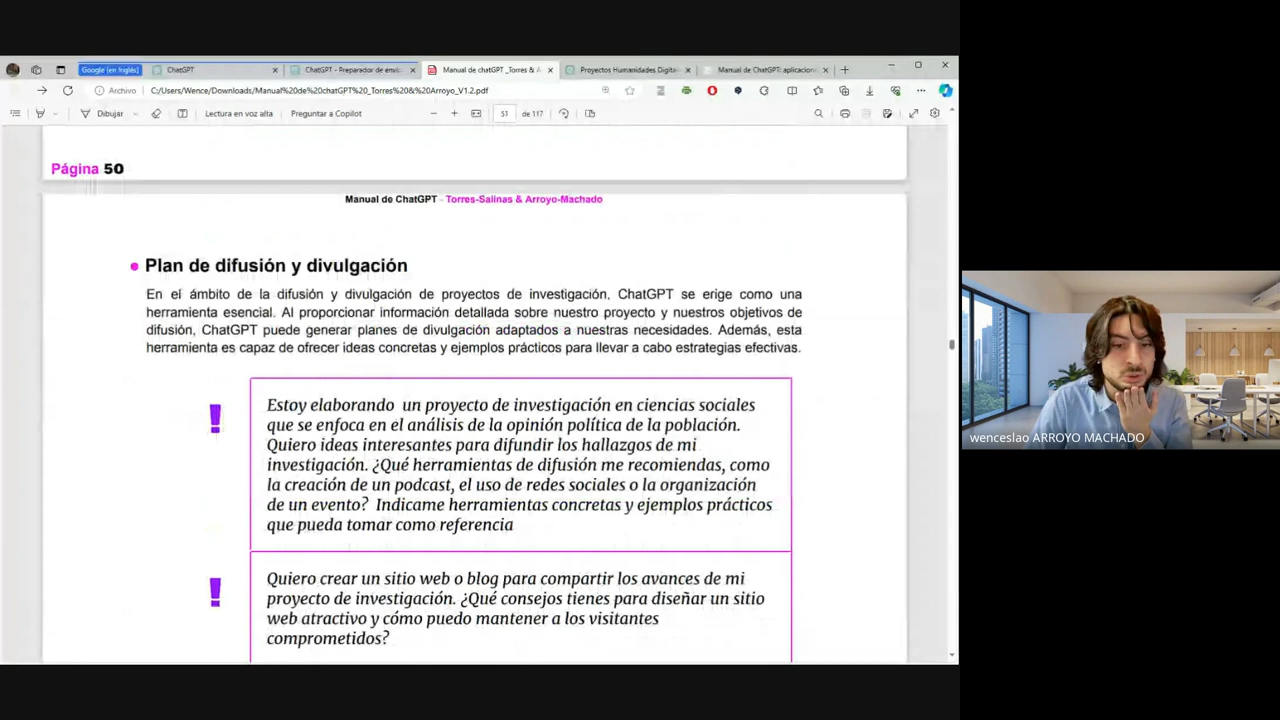 Google (en Inglés)
ChatGPT
ChatGPT - Preparador de envío
Manual de chatGPT _Torres & A
Proyectos Humanidades Digita
Manual de ChatGPT: aplicacion
Archivo
C:/Users/Wence/Downloads/Manual%20de%20chatGPT%20_Torres%20&%20Arroyo_V1.2.pdf
Dibujar
Lectura en voz alta
Preguntar a Copilot
51
de 117
Página 50
Manual de ChatGPT - Torres-Salinas & Arroyo-Machado
Plan de difusión y divulgación
En el ámbito de la difusión y divulgación de proyectos de investigación, ChatGPT se erige como una
herramienta esencial. Al proporcionar información detallada sobre nuestro proyecto y nuestros objetivos de
difusión, ChatGPT puede generar planes de divulgación adaptados a nuestras necesidades. Además, esta
herramienta es capaz de ofrecer ideas concretas y ejemplos prácticos para llevar a cabo estrategias efectivas.
! Estoy elaborando un proyecto de investigación en ciencias sociales
que se enfoca en el análisis de la opinión política de la población.
Quiero ideas interesantes para difundir los hallazgos de mi
investigación. ¿Qué herramientas de difusión me recomiendas, como
la creación de un podcast, el uso de redes sociales o la organización
de un evento? Indicame herramientas concretas y ejemplos prácticos
que pueda tomar como referencia
! Quiero crear un sitio web o blog para compartir los avances de mi
proyecto de investigación. ¿Qué consejos tienes para diseñar un sitio
web atractivo y cómo puedo mantener a los visitantes
comprometidos?
wenceslao ARROYO MACHADO